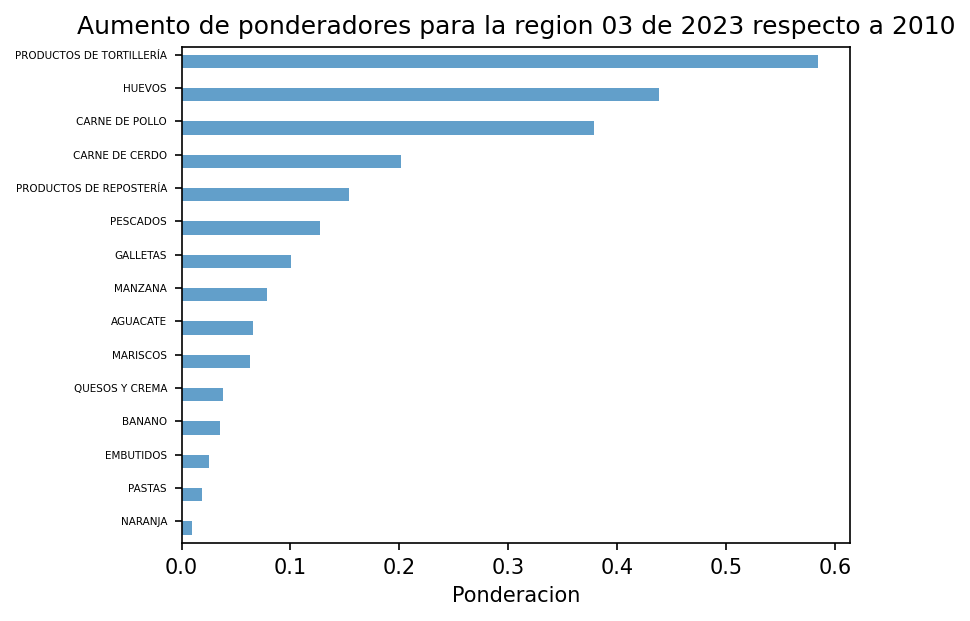 Aumento de ponderadores para la region 03 de 2023 respecto a 2010
PRODUCTOS DE TORTILLERÍA
HUEVOS
CARNE DE POLLO
CARNE DE CERDO
PRODUCTOS DE REPOSTERÍA
PESCADOS
GALLETAS
MANZANA
AGUACATE
MARISCOS
QUESOS Y CREMA
BANANO
EMBUTIDOS
PASTAS
NARANJA
0.0 0.1 0.2 0.3 0.4 0.5 0.6
Ponderacion